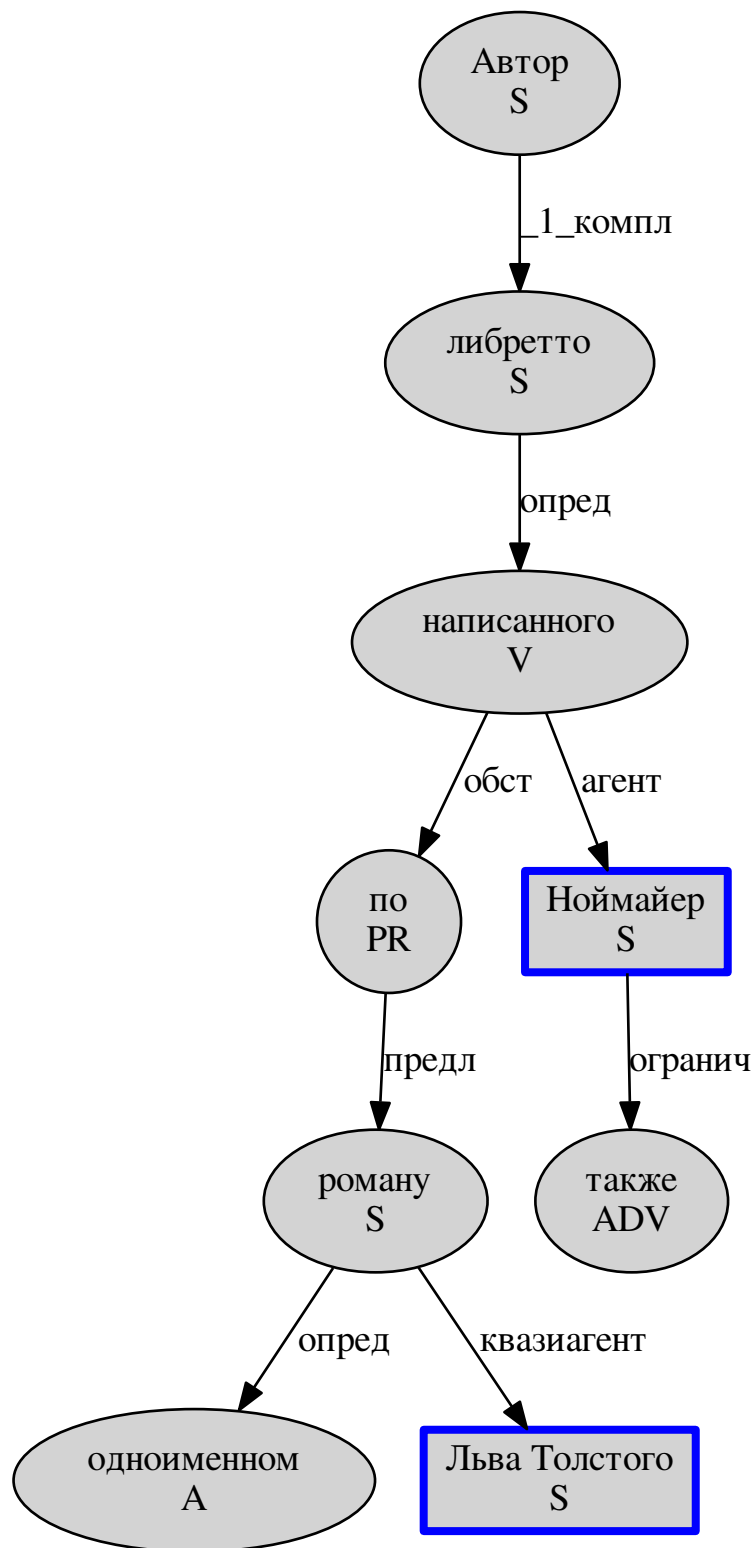 Автор
S
_1_компл
либретто
S
опред
написанного
V
обст
агент
по
PR
Ноймайер
S
предл
огранич
роману
S
также
ADV
опред
квазиагент
одноименном
A
Льва Толстого
S